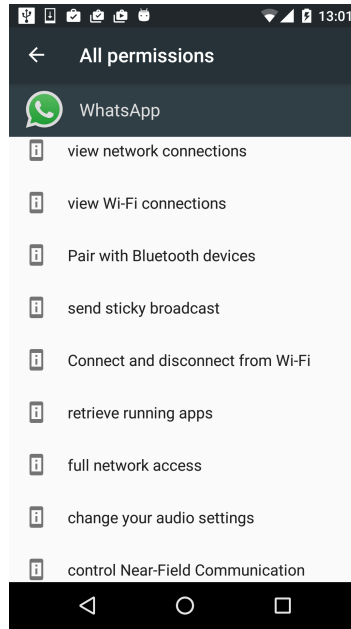 13:01
All permissions
WhatsApp
view network connections
view Wi-Fi connections
Pair with Bluetooth devices
send sticky broadcast
Connect and disconnect from Wi-Fi
retrieve running apps
full network access
change your audio settings
control Near-Field Communication